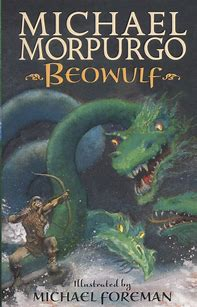 MICHAEL
MORPURGO
BEOWULF
Illustrated by
MICHAEL FOREMAN